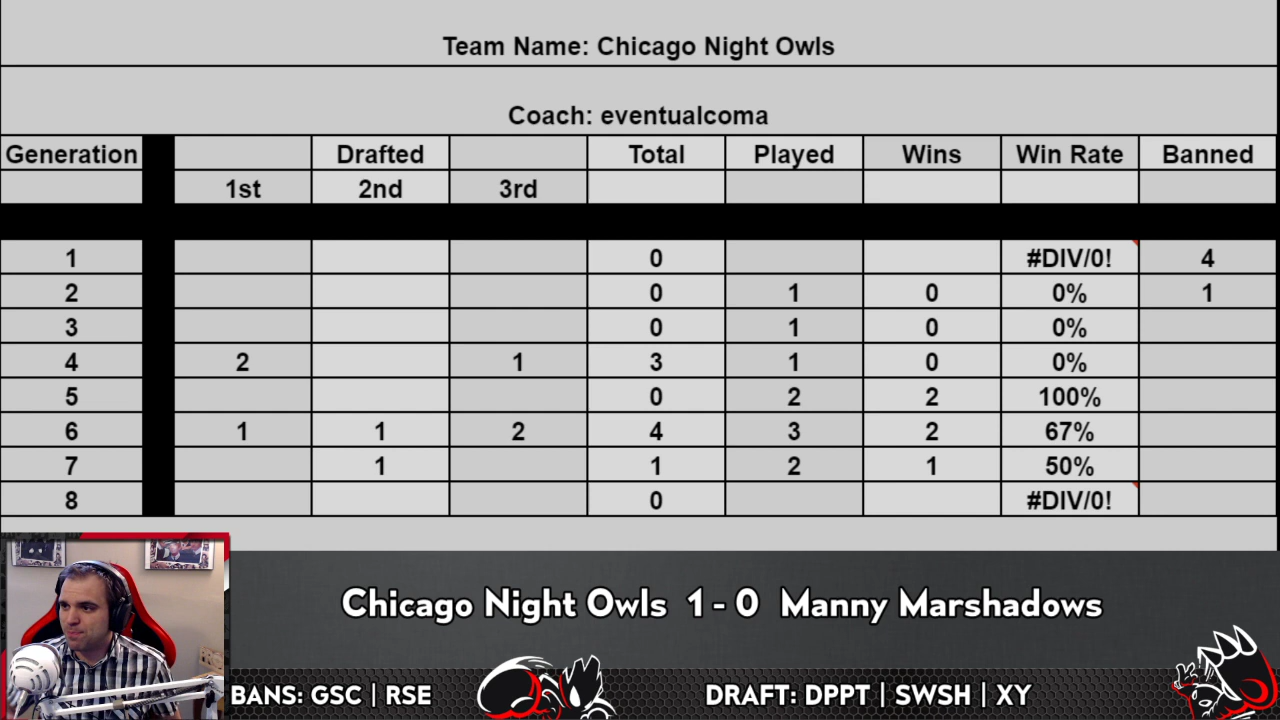 Team Name: Chicago Night Owls
Coach: eventualcoma
Generation Drafted Total Played Wins Win Rate Banned
1st 2nd 3rd
1 0 #DIV/0! 4
2 0 1 0 0% 1
3 0 1 0 0%
4 2 1 3 1 0 0%
5 0 2 2 100%
6 1 1 2 4 3 2 67%
7 1 1 2 1 50%
8 0 #DIV/0!
Chicago Night Owls 1 - 0 Manny Marshadows
BANS: GSC | RSE DRAFT: DPPT | SWSH | XY